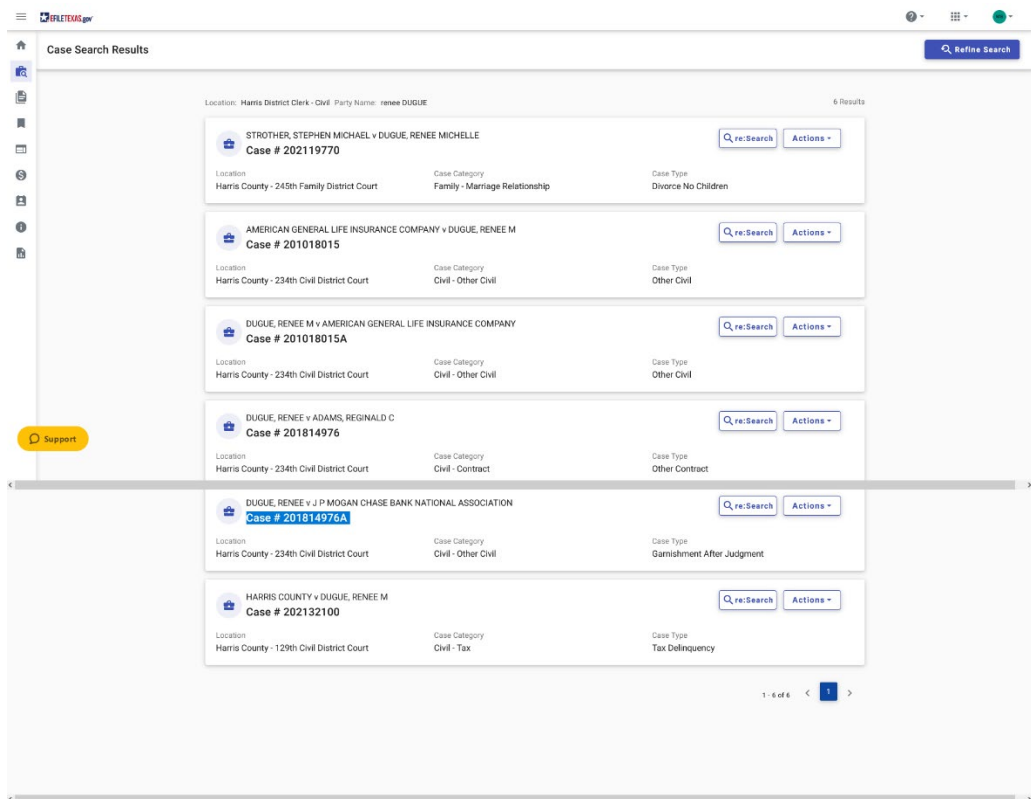 EFILETEXAS.gov
Case Search Results
Refine Search
Location: Harris District Clerk - Civil Party Name: renee DUGUE
6 Results
STROTHER, STEPHEN MICHAEL v DUGUE, RENEE MICHELLE
re:Search Actions
Case # 202119770
Location Case Category Case Type
Harris County - 245th Family District Court Family - Marriage Relationship Divorce No Children
AMERICAN GENERAL LIFE INSURANCE COMPANY v DUGUE, RENEE M
re:Search Actions
Case # 201018015
Location Case Category Case Type
Harris County - 234th Civil District Court Civil - Other Civil Other Civil
DUGUE, RENEE M v AMERICAN GENERAL LIFE INSURANCE COMPANY
re:Search Actions
Case # 201018015A
Location Case Category Case Type
Harris County - 234th Civil District Court Civil - Other Civil Other Civil
DUGUE, RENEE v ADAMS, REGINALD C
re:Search Actions
Case # 201814976
Support
Location Case Category Case Type
Harris County - 234th Civil District Court Civil - Contract Other Contract
DUGUE, RENEE v J P MOGAN CHASE BANK NATIONAL ASSOCIATION
re:Search Actions
Case # 201814976A
Location Case Category Case Type
Harris County - 234th Civil District Court Civil - Other Civil Garnishment After Judgment
HARRIS COUNTY v DUGUE, RENEE M
re:Search Actions
Case # 202132100
Location Case Category Case Type
Harris County - 129th Civil District Court Civil - Tax Tax Delinquency
1 - 6 of 6 < 1 >